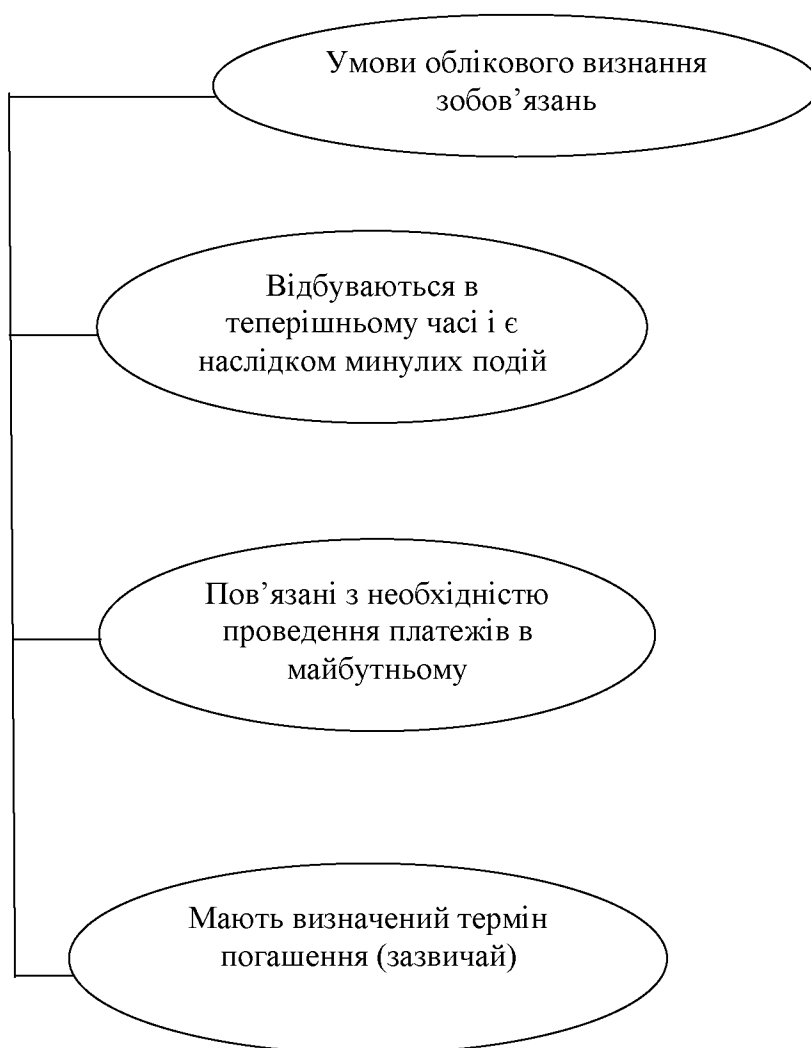 Умови облікового визнання
зобов’язань
Відбуваються в
теперішньому часі і є
наслідком минулих подій
Пов’язані з необхідністю
проведення платежів в
майбутньому
Мають визначений термін
погашення (зазвичай)